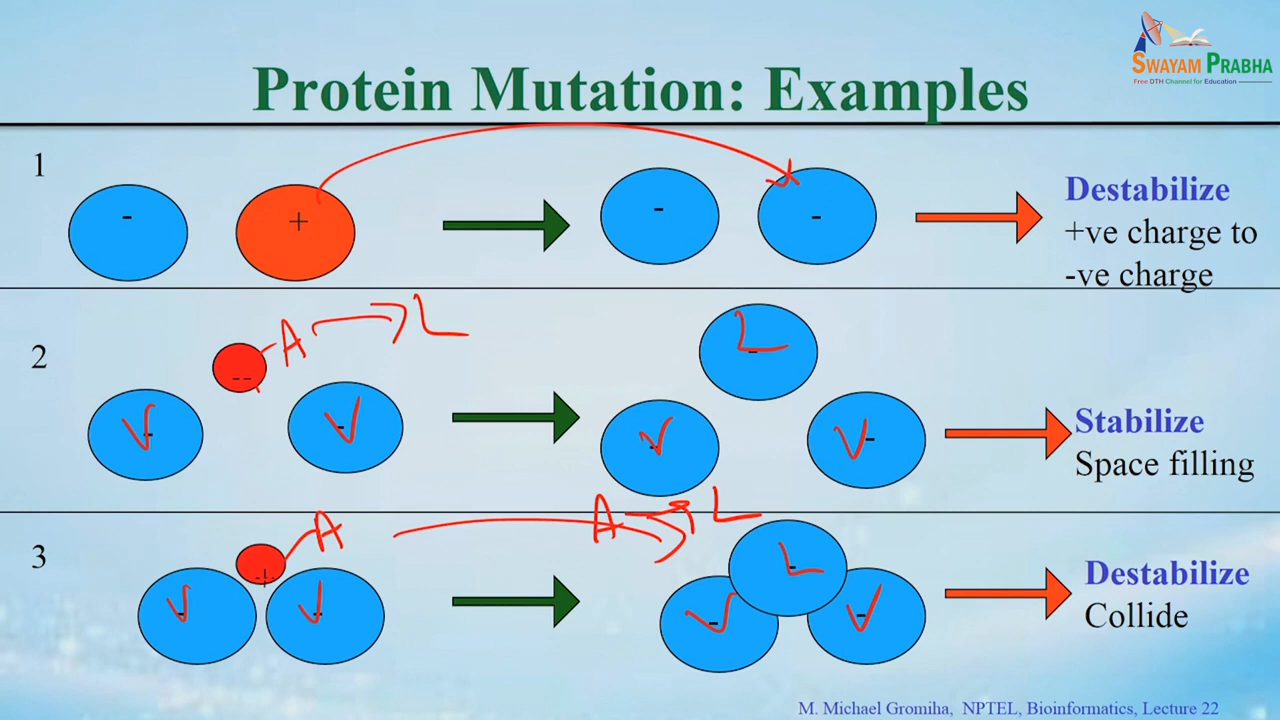 SWAYAM PRABHA
Free DTH Channel for Education
Protein Mutation: Examples
1
- + - -
Destabilize
+ve charge to
-ve charge
2
A L
--
V V
L
V V
Stabilize
Space filling
3
A
A L
V V
L
V V
Destabilize
Collide
M. Michael Gromiha, NPTEL, Bioinformatics, Lecture 22